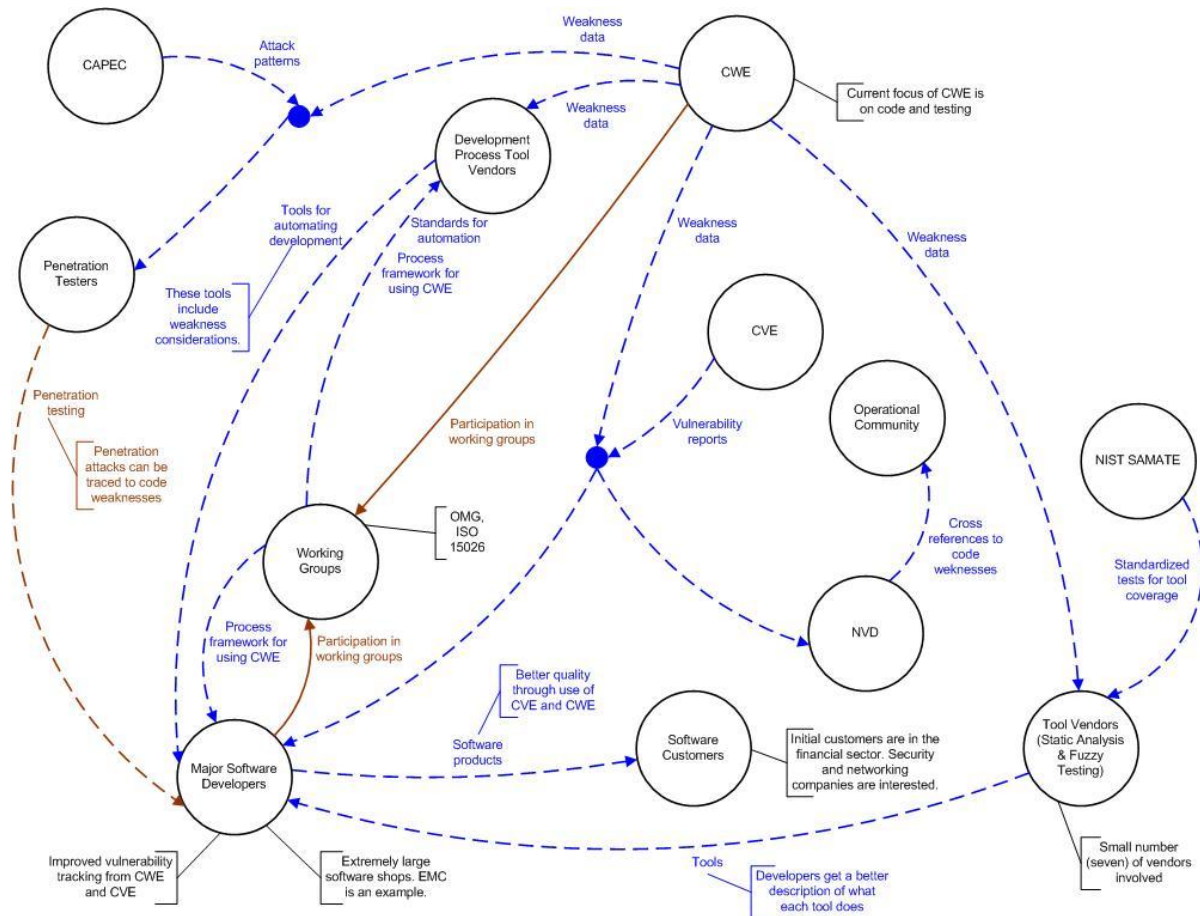 CAPEC
Attack
patterns
Weakness
data
CWE
Current focus of CWE is
on code and testing
Weakness
data
Development
Process Tool
Vendors
Tools for
automating
development
Standards for
automation
Process
framework for
using CWE
Weakness
data
Weakness
data
Penetration
Testers
These tools
include
weakness
considerations.
CVE
Operational
Community
NIST SAMATE
Penetration
testing
Penetration
attacks can be
traced to code
weaknesses
Participation in
working groups
Vulnerability
reports
OMG,
ISO
15026
Working
Groups
Cross
references to
code
weknesses
Standardized
tests for tool
coverage
NVD
Process
framework for
using CWE
Participation in
working groups
Better quality
through use of
CVE and CWE
Software
products
Major Software
Developers
Software
Customers
Initial customers are in the
financial sector. Security
and networking
companies are interested.
Tool Vendors
(Static Analysis
& Fuzzy
Testing)
Improved vulnerability
tracking from CWE
and CVE
Extremely large
software shops. EMC
is an example.
Tools
Developers get a better
description of what
each tool does
Small number
(seven) of vendors
involved